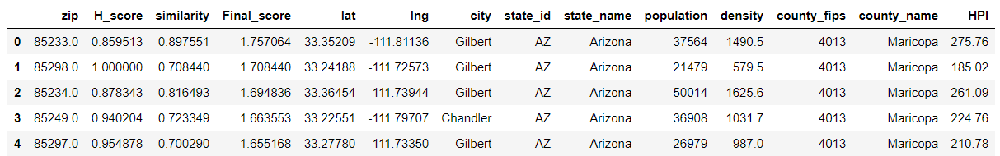 zip H_score similarity Final_score lat lng city state_id state_name population density county_fips county_name HPI
0 85233.0 0.859513 0.897551 1.757064 33.35209 -111.81136 Gilbert AZ Arizona 37564 1490.5 4013 Maricopa 275.76
1 85298.0 1.000000 0.708440 1.708440 33.24188 -111.72573 Gilbert AZ Arizona 21479 579.5 4013 Maricopa 185.02
2 85234.0 0.878343 0.816493 1.694836 33.36454 -111.73944 Gilbert AZ Arizona 50014 1625.6 4013 Maricopa 261.09
3 85249.0 0.940204 0.723349 1.663553 33.22551 -111.79707 Chandler AZ Arizona 36908 1031.7 4013 Maricopa 224.76
4 85297.0 0.954878 0.700290 1.655168 33.27780 -111.73350 Gilbert AZ Arizona 26979 987.0 4013 Maricopa 210.78